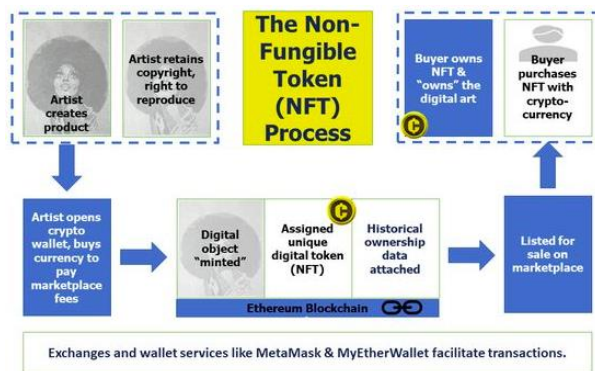 The Non-
Fungible
Token
(NFT)
Process
Artist
creates
product
Artist retains
copyright,
right to
reproduce
Artist opens
crypto
wallet, buys
currency to
pay
marketplace
fees
Digital
object
"minted"
Assigned
unique
digital token
(NFT)
Historical
ownership
data
attached
Ethereum Blockchain
Listed for
sale on
marketplace
Buyer owns
NFT &
"owns" the
digital art
Buyer
purchases
NFT with
crypto-
currency
Exchanges and wallet services like MetaMask & MyEtherWallet facilitate transactions.